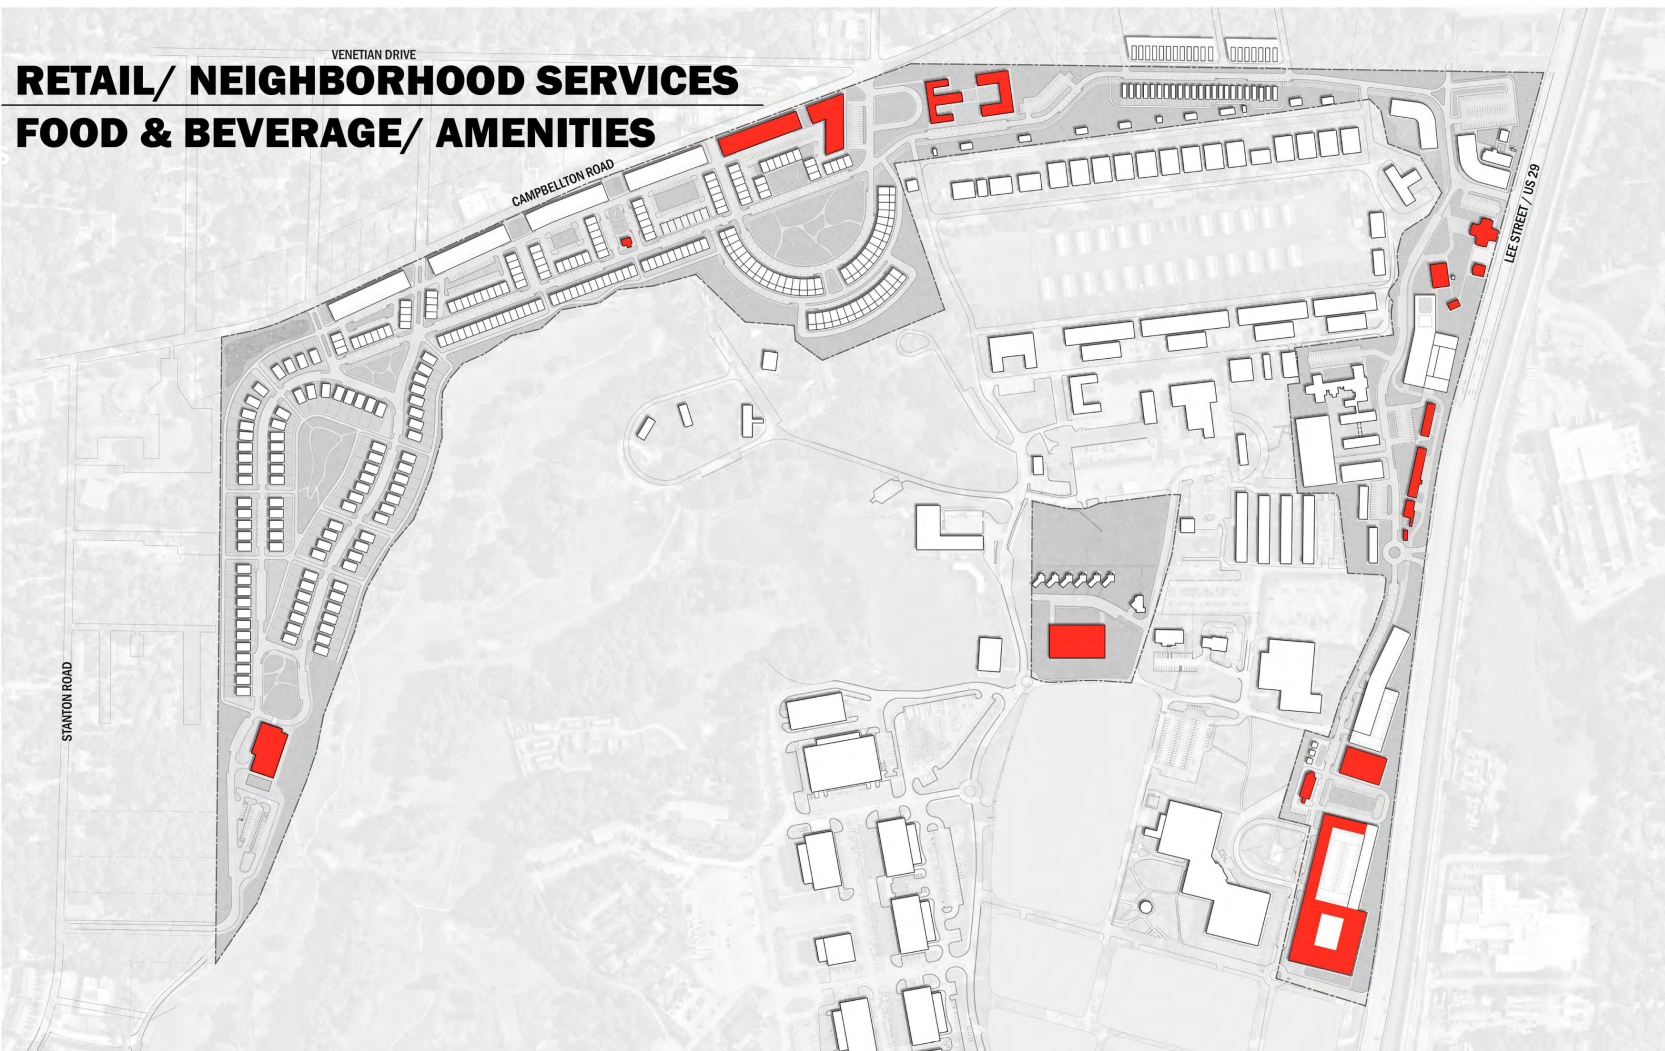 VENETIAN DRIVE
RETAIL/ NEIGHBORHOOD SERVICES
FOOD & BEVERAGE/ AMENITIES
CAMPBELLTON ROAD
LEE STREET / US 29
STANTON ROAD